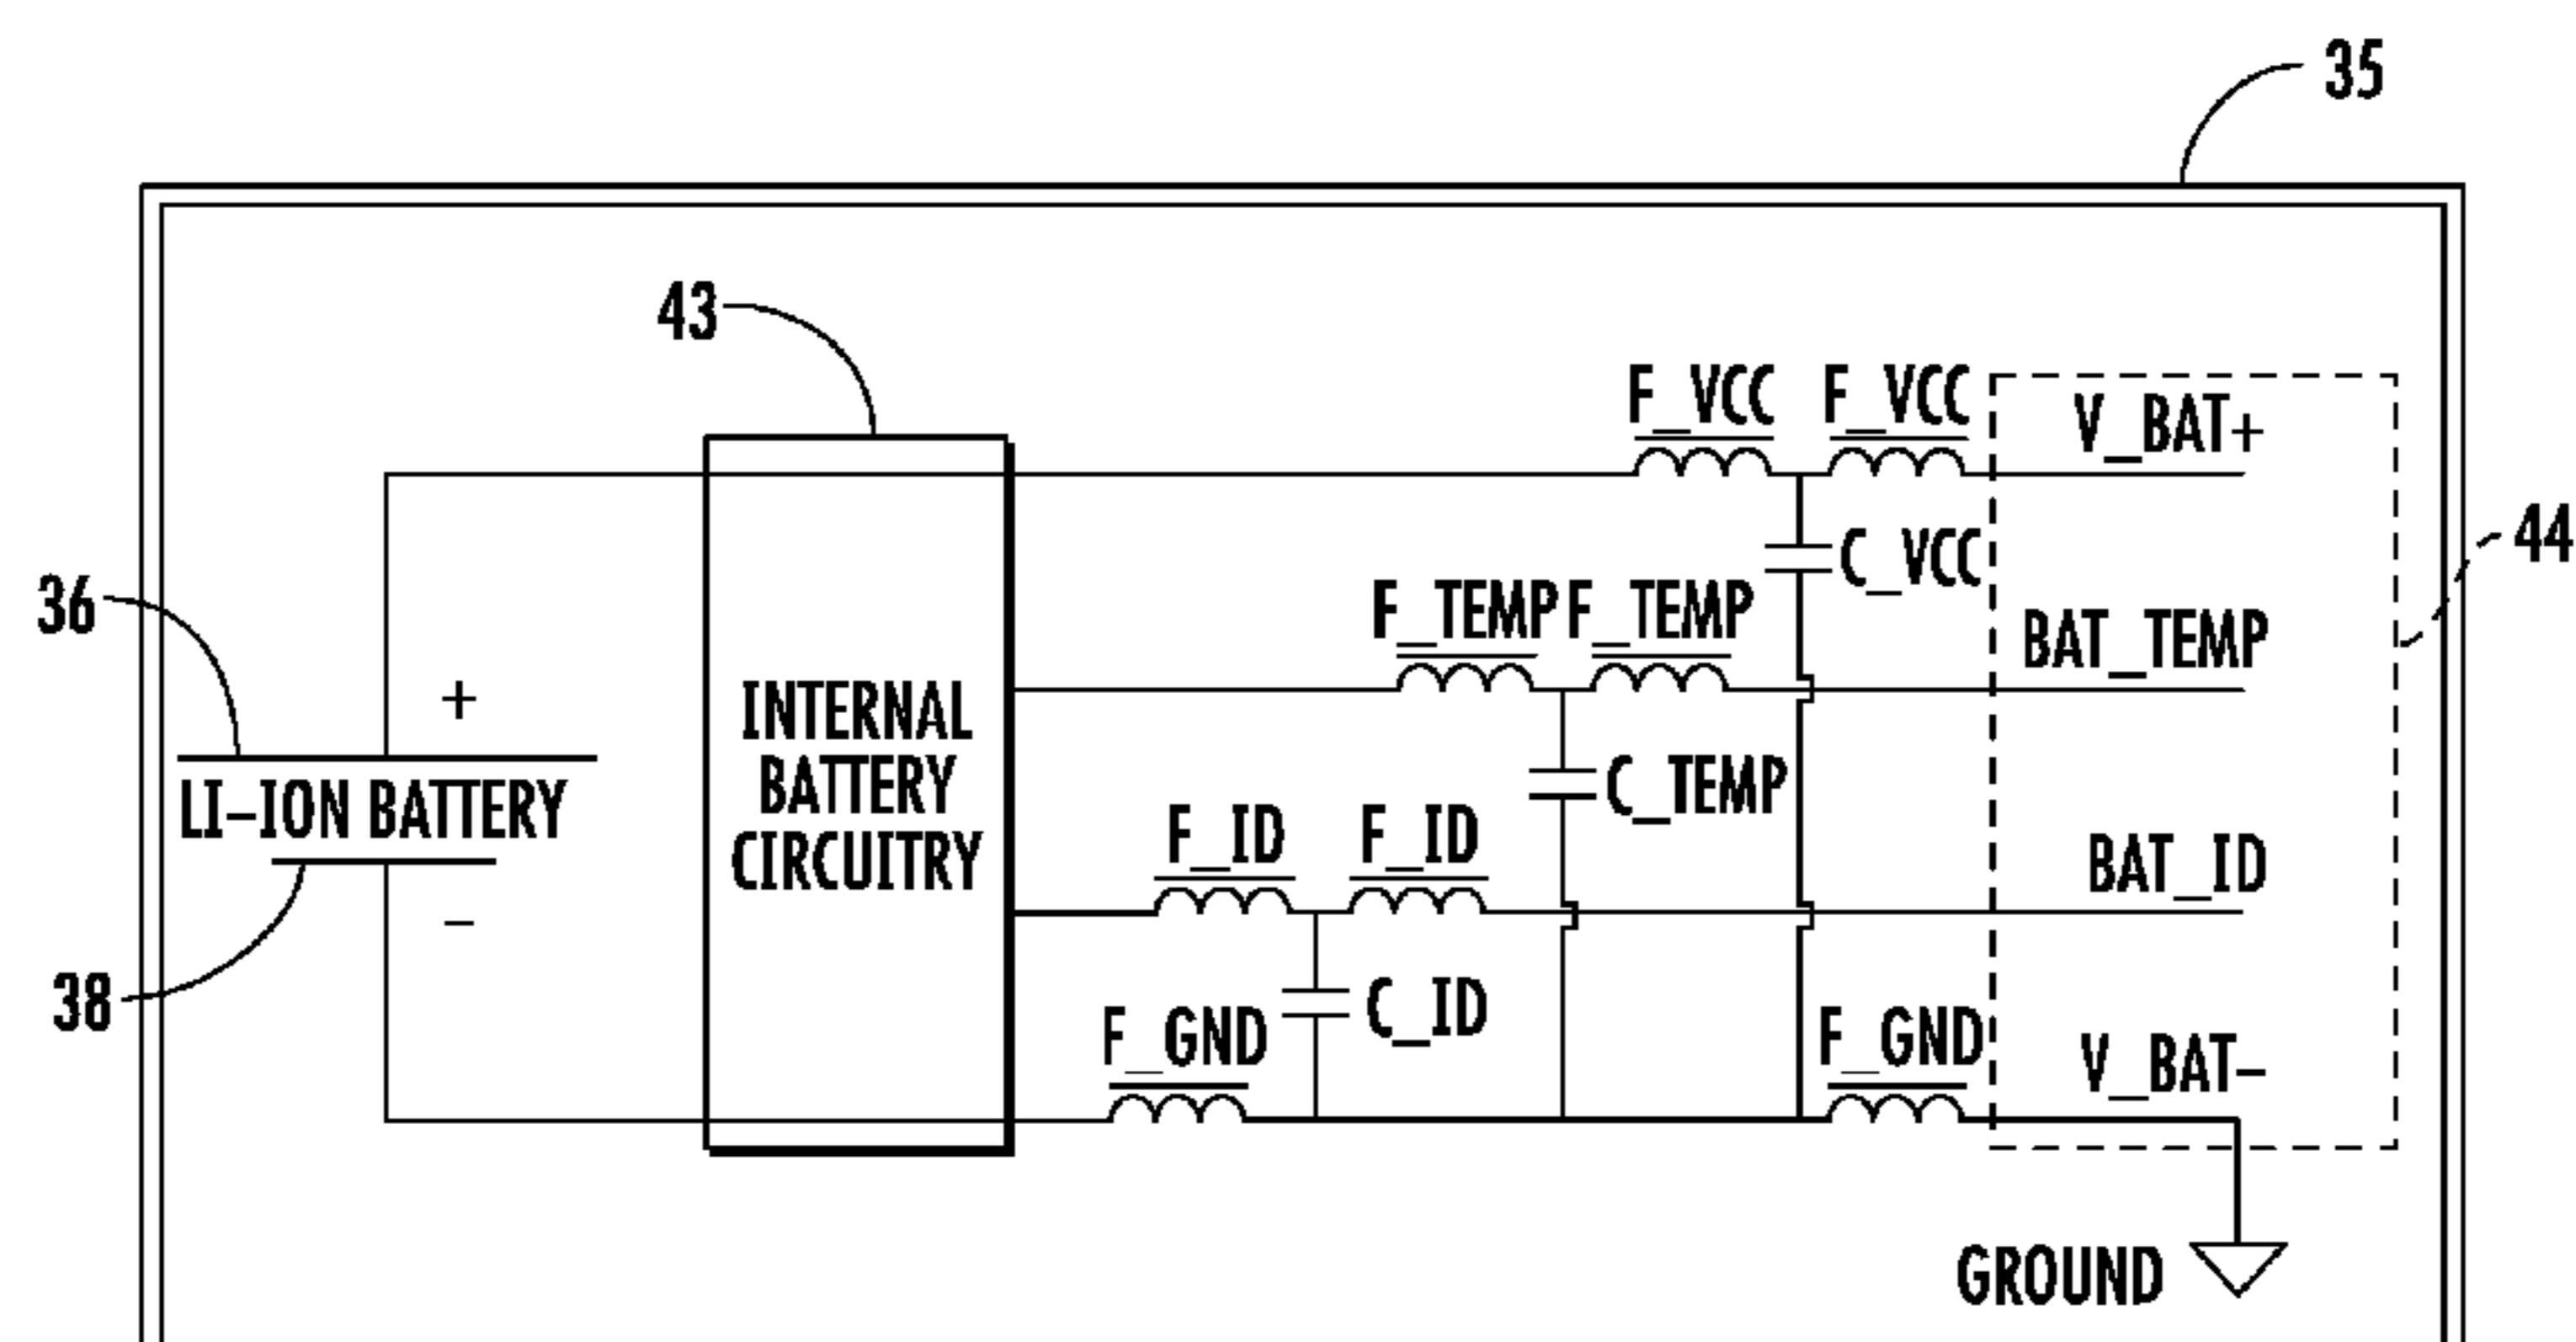 35
43
F_VCC F_VCC
V_BAT+
44
C_VCC
36
F_TEMP F_TEMP
BAT_TEMP
+
INTERNAL
BATTERY
CIRCUITRY
LI-ION BATTERY
C_TEMP
F_ID F_ID
BAT_ID
−
38
C_ID
F_GND
F_GND
V_BAT−
GROUND